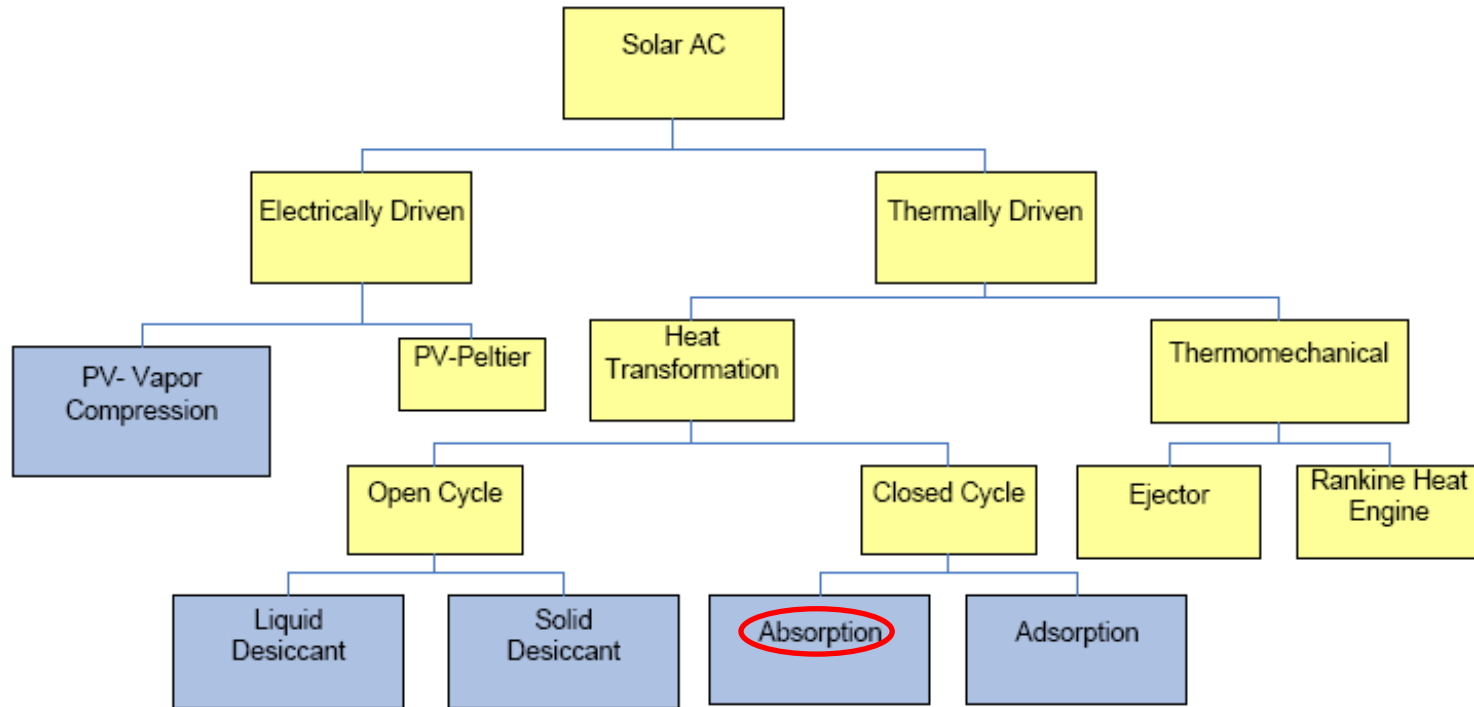 Solar AC
Electrically Driven
Thermally Driven
PV- Vapor
Compression
PV-Peltier
Heat
Transformation
Thermomechanical
Open Cycle
Closed Cycle
Ejector
Rankine Heat
Engine
Liquid
Desiccant
Solid
Desiccant
Absorption
Adsorption